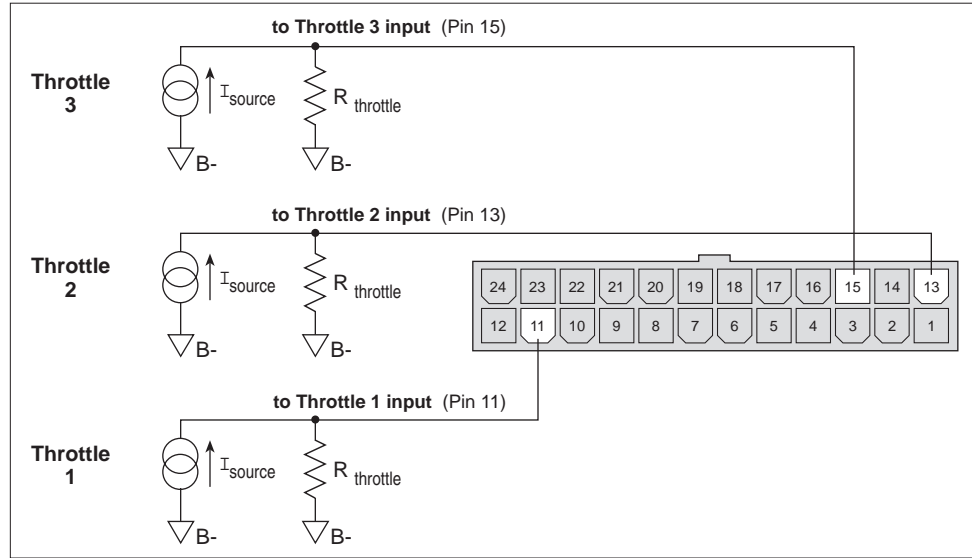 to Throttle 3 input (Pin 15)
Throttle
3
Isource
R throttle
B-
B-
to Throttle 2 input (Pin 13)
Throttle
2
Isource
R throttle
B-
B-
24 23 22 21 20 19 18 17 16 15 14 13
12 11 10 9 8 7 6 5 4 3 2 1
to Throttle 1 input (Pin 11)
Throttle
1
Isource
R throttle
B-
B-